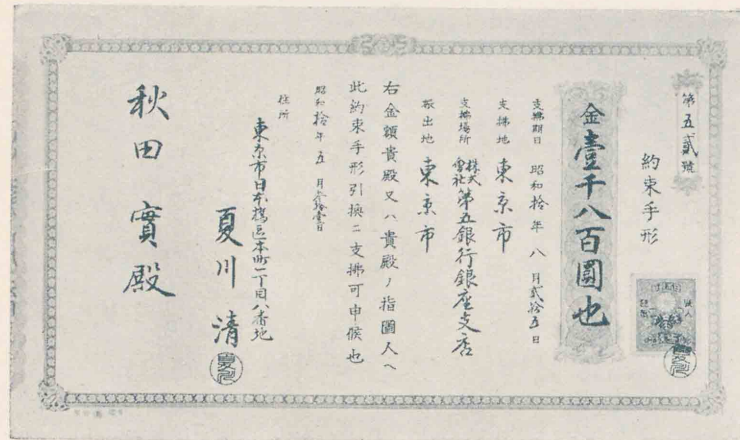 第五貳號
約束手形
金壹千八百圓也
支拂期日 昭和拾年八月貳拾五日
支拂地 東京市
支拂場所 株式會社第五銀行銀座支店
振出地 東京市
右金額貴殿又ハ貴殿ノ指圖人ヘ
此約束手形引換ニ支拂可申候也
昭和拾年五月 日
住所
東京市日本橋區本町一丁目八番地
夏川 清
秋田 實殿